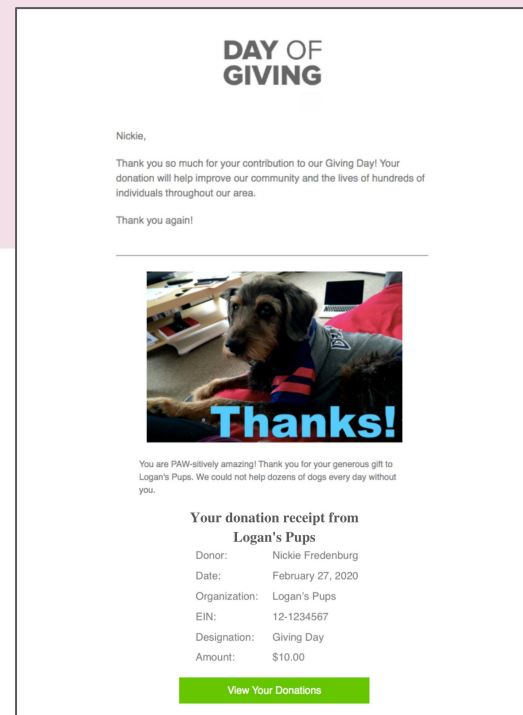 DAY OF
GIVING
Nickie,
Thank you so much for your contribution to our Giving Day! Your
donation will help improve our community and the lives of hundreds of
individuals throughout our area.
Thank you again!
Thanks!
You are PAW-sitively amazing! Thank you for your generous gift to
Logan's Pups. We could not help dozens of dogs every day without
you.
Your donation receipt from
Logan's Pups
Donor: Nickie Fredenburg
Date: February 27, 2020
Organization: Logan's Pups
EIN: 12-1234567
Designation: Giving Day
Amount: $10.00
View Your Donations